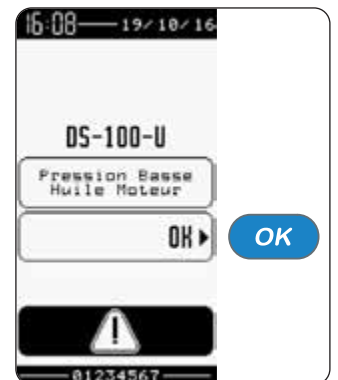 16:08 19/10/16
DS-100-U
Pression Basse
Huile Moteur
OK
OK
01234567